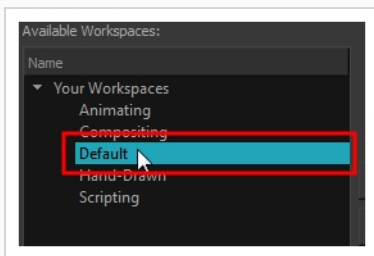 Available Workspaces:
Name
Your Workspaces
Animating
Compositing
Default
Hand-Drawn
Scripting